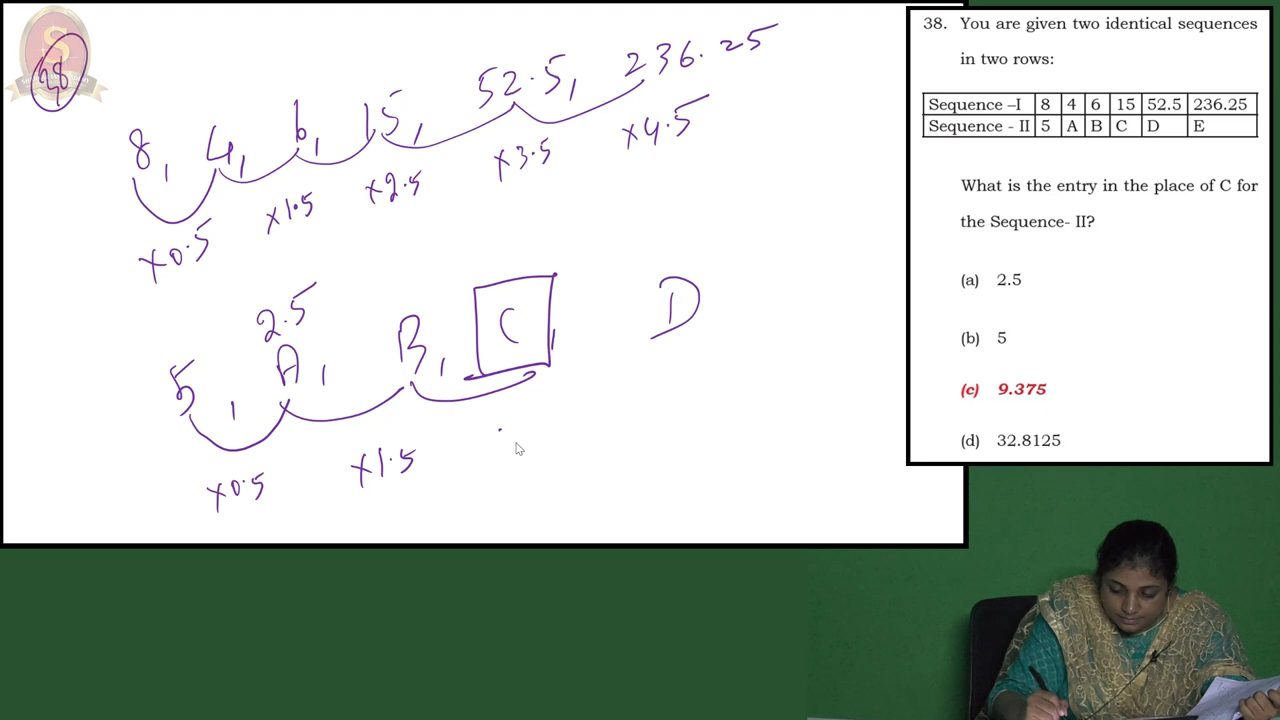 38
8, 4, 6, 15, 52.5, 236.25
×0.5 ×1.5 ×2.5 ×3.5 ×4.5
2.5
5, A, B, C, D
×0.5 ×1.5
38. You are given two identical sequences
in two rows:
Sequence –I 8 4 6 15 52.5 236.25
Sequence - II 5 A B C D E
What is the entry in the place of C for
the Sequence- II?
(a) 2.5
(b) 5
(c) 9.375
(d) 32.8125